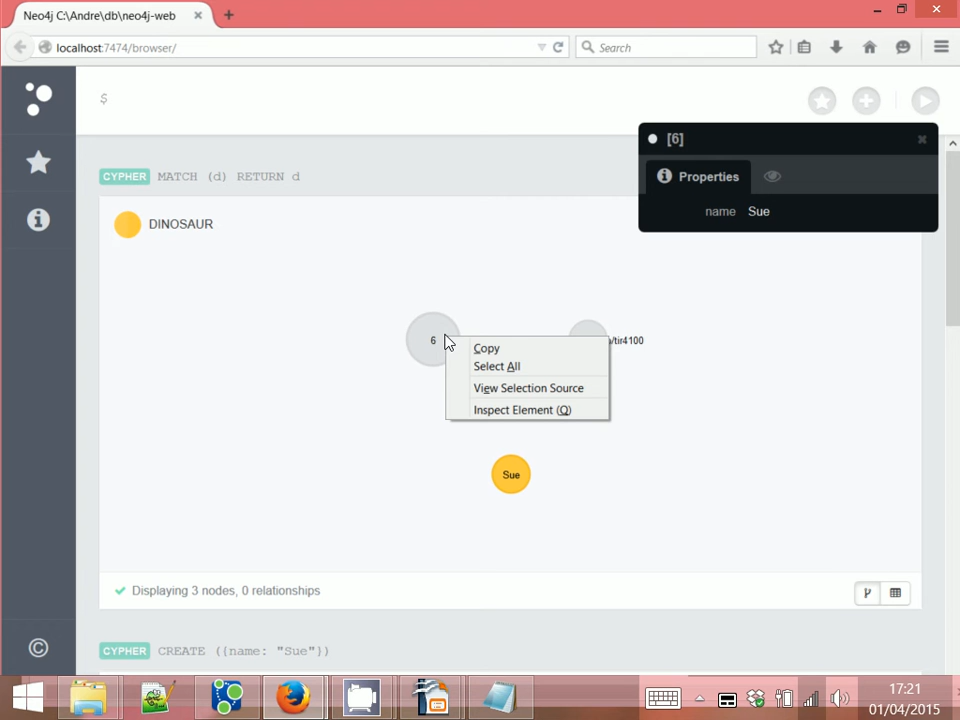 Neo4j C:\Andre\db\neo4j-web
localhost:7474/browser/
Search
$
[6]
Properties
name Sue
CYPHER MATCH (d) RETURN d
DINOSAUR
6
/tir4100
Copy
Select All
View Selection Source
Inspect Element (Q)
Sue
Displaying 3 nodes, 0 relationships
CYPHER CREATE ({name: "Sue"})
17:21
01/04/2015